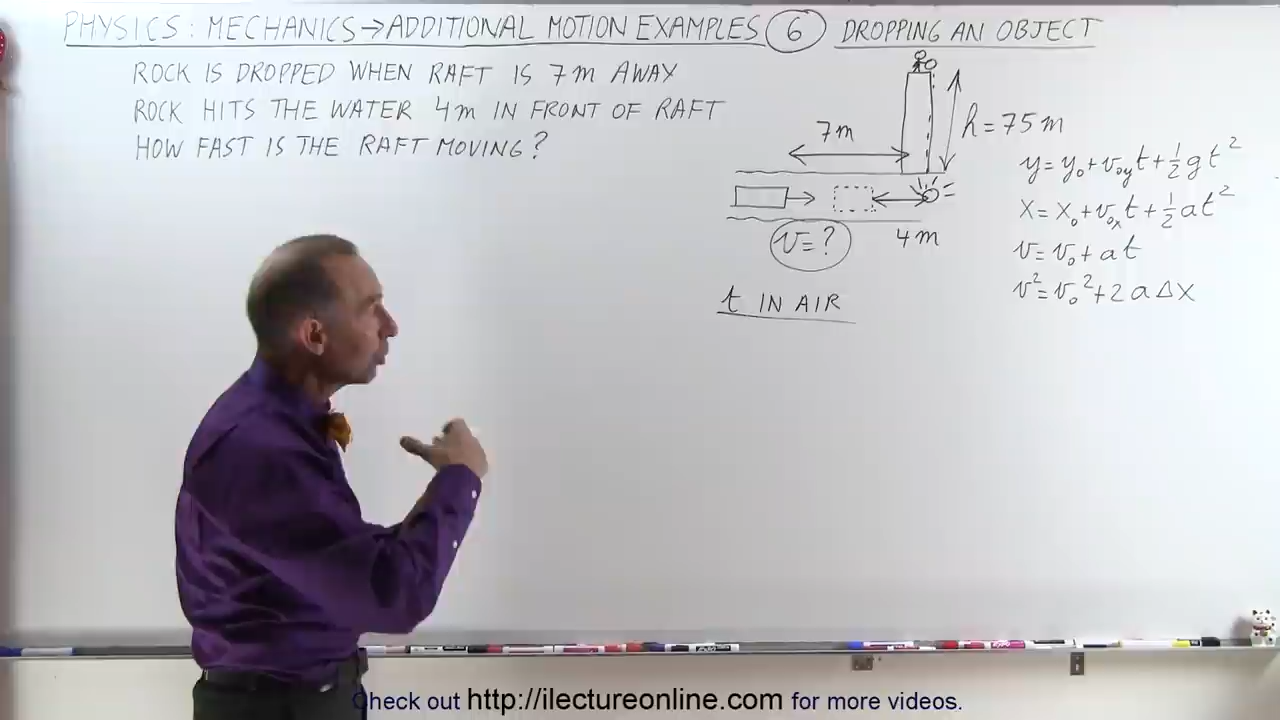 PHYSICS: MECHANICS→ADDITIONAL MOTION EXAMPLES 6 DROPPING AN OBJECT
ROCK IS DROPPED WHEN RAFT IS 7m AWAY
ROCK HITS THE WATER 4m IN FRONT OF RAFT
HOW FAST IS THE RAFT MOVING?
7m
h=75m
v=?
4m
t IN AIR
y=y₀+v₀yt+½gt²
x=x₀+v₀xt+½at²
v=v₀+at
v²=v₀²+2aΔx
Check out http://ilectureonline.com for more videos.